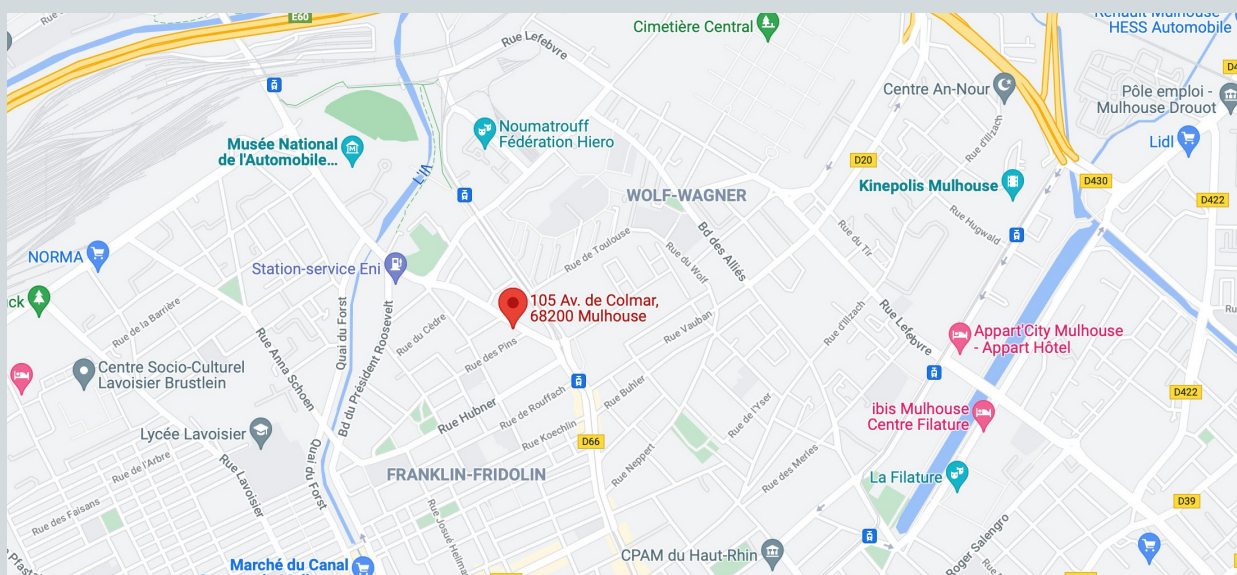 E60
Cimetière Central
Renault Mulhouse
HESS Automobile
Rue Lefebvre
Centre An-Nour
Pôle emploi -
Mulhouse Drouot
Rue d'Illzach
Noumatrouff
Fédération Hiero
Musée National
de l'Automobile...
L'Ill
D20
Lidl
D430
Kinepolis Mulhouse
WOLF-WAGNER
D422
Rue Hugwald
Rue du Tir
Bd des Alliés
Rue de Toulouse
Rue du Wolf
NORMA
Station-service Eni
105 Av. de Colmar,
68200 Mulhouse
ck
Rue de la Barrière
Quai du Forst
Bd du Président Roosevelt
Rue du Cèdre
Rue des Pins
Rue Vauban
Rue d'Illzach
Rue Lefebvre
Appart'City Mulhouse
- Appart Hôtel
Rue Anna Schoen
Centre Socio-Culturel
Lavoisier Brustlein
Rue Hubner
Rue de Rouffach
Rue Buhler
D422
ibis Mulhouse
Centre Filature
Rue de l'Yser
Lycée Lavoisier
Rue Koechlin
D66
Quai du Forst
Rue de l'Arbre
Rue Lavoisier
FRANKLIN-FRIDOLIN
Rue Neppert
Rue des Merles
La Filature
Rue des Faisans
D39
Rue Josué Heilmann
Roger Salengro
CPAM du Haut-Rhin
Marché du Canal